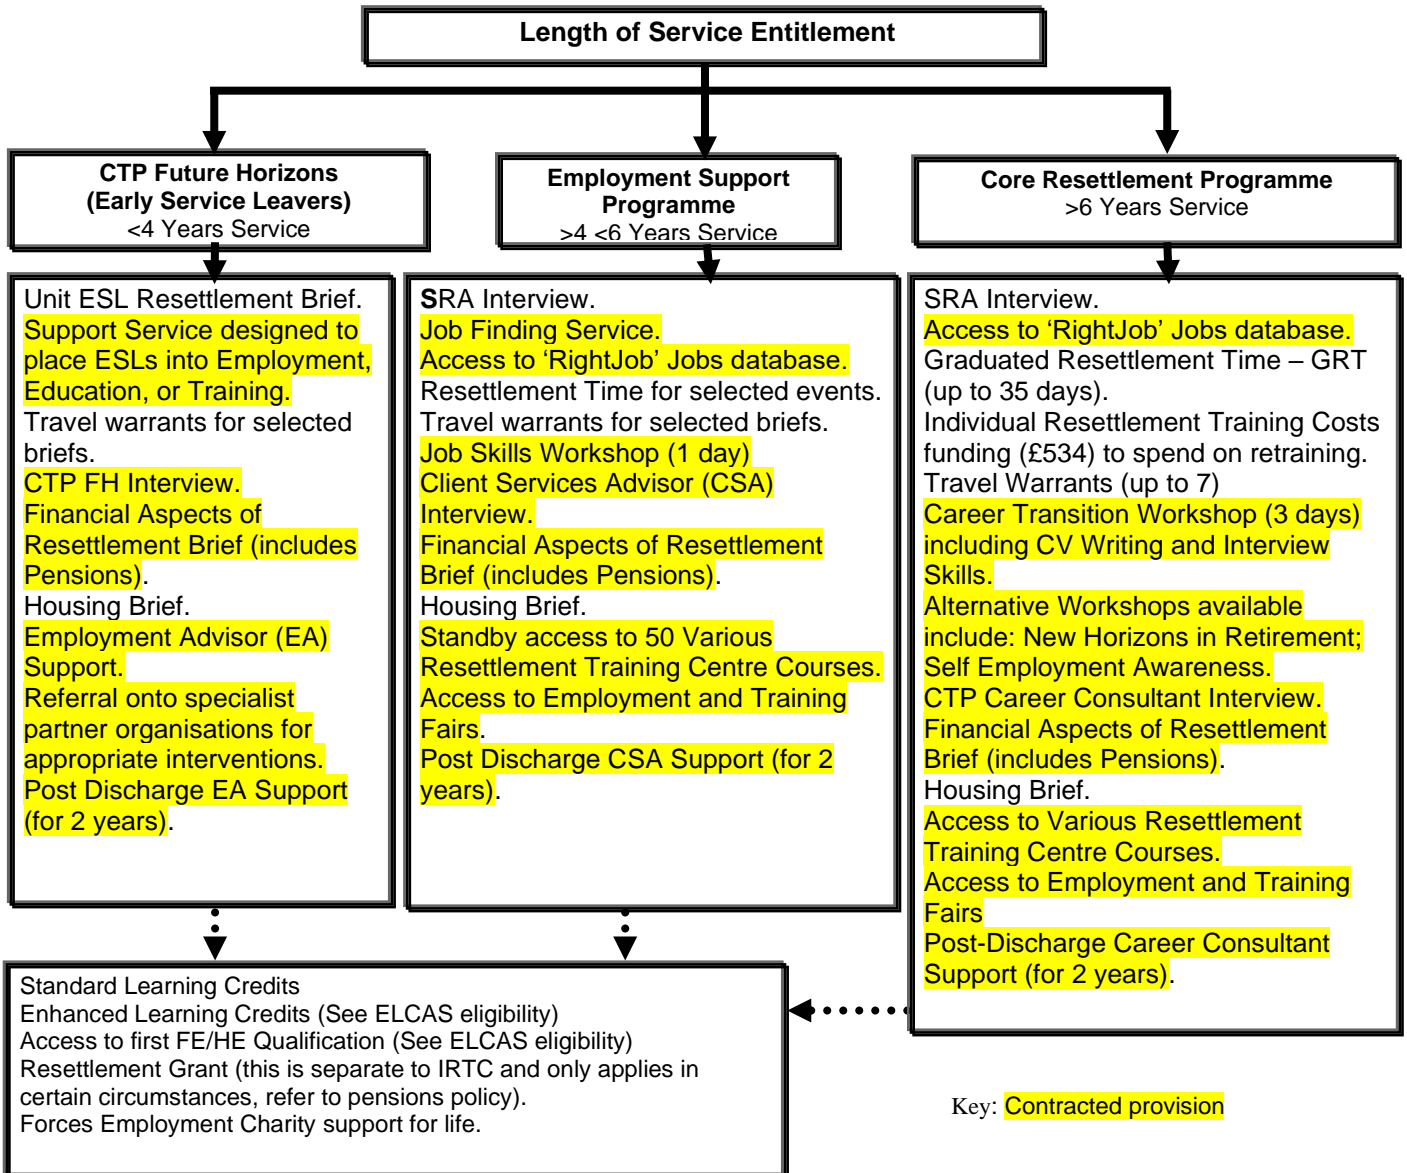 Length of Service Entitlement
CTP Future Horizons
(Early Service Leavers)
<4 Years Service
Employment Support
Programme
>4 <6 Years Service
Core Resettlement Programme
>6 Years Service
Unit ESL Resettlement Brief.
Support Service designed to
place ESLs into Employment,
Education, or Training.
Travel warrants for selected
briefs.
CTP FH Interview.
Financial Aspects of
Resettlement Brief (includes
Pensions).
Housing Brief.
Employment Advisor (EA)
Support.
Referral onto specialist
partner organisations for
appropriate interventions.
Post Discharge EA Support
(for 2 years).
SRA Interview.
Job Finding Service.
Access to ‘RightJob’ Jobs database.
Resettlement Time for selected events.
Travel warrants for selected briefs.
Job Skills Workshop (1 day)
Client Services Advisor (CSA)
Interview.
Financial Aspects of Resettlement
Brief (includes Pensions).
Housing Brief.
Standby access to 50 Various
Resettlement Training Centre Courses.
Access to Employment and Training
Fairs.
Post Discharge CSA Support (for 2
years).
SRA Interview.
Access to ‘RightJob’ Jobs database.
Graduated Resettlement Time – GRT
(up to 35 days).
Individual Resettlement Training Costs
funding (£534) to spend on retraining.
Travel Warrants (up to 7)
Career Transition Workshop (3 days)
including CV Writing and Interview
Skills.
Alternative Workshops available
include: New Horizons in Retirement;
Self Employment Awareness.
CTP Career Consultant Interview.
Financial Aspects of Resettlement
Brief (includes Pensions).
Housing Brief.
Access to Various Resettlement
Training Centre Courses.
Access to Employment and Training
Fairs
Post-Discharge Career Consultant
Support (for 2 years).
Standard Learning Credits
Enhanced Learning Credits (See ELCAS eligibility)
Access to first FE/HE Qualification (See ELCAS eligibility)
Resettlement Grant (this is separate to IRTC and only applies in
certain circumstances, refer to pensions policy).
Forces Employment Charity support for life.
Key: Contracted provision